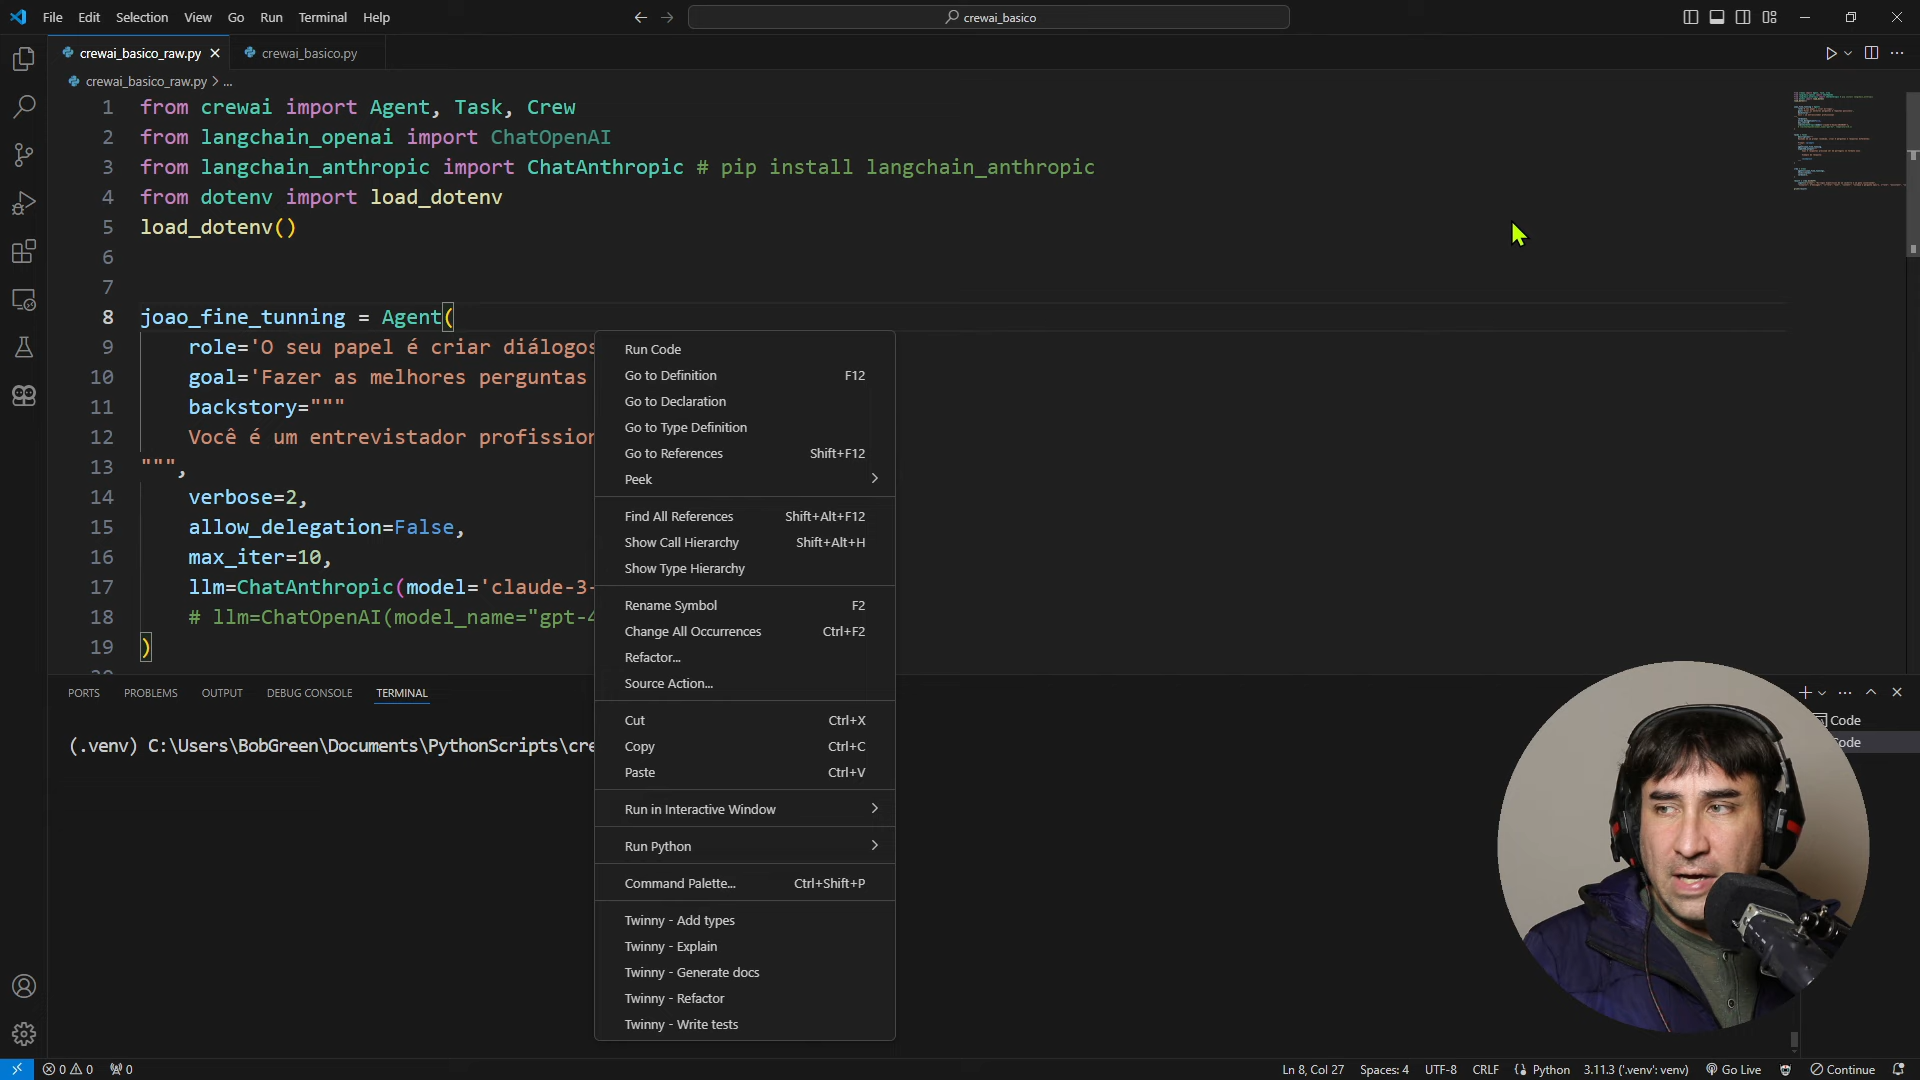 File Edit Selection View Go Run Terminal Help
crewai_basico
crewai_basico_raw.py
crewai_basico.py
crewai_basico_raw.py > ...
1 from crewai import Agent, Task, Crew
2 from langchain_openai import ChatOpenAI
3 from langchain_anthropic import ChatAnthropic # pip install langchain_anthropic
4 from dotenv import load_dotenv
5 load_dotenv()
6
7
8 joao_fine_tunning = Agent(
9 role='O seu papel é criar diálogos
10 goal='Fazer as melhores perguntas
11 backstory="""
12 Você é um entrevistador profission
13 """,
14 verbose=2,
15 allow_delegation=False,
16 max_iter=10,
17 llm=ChatAnthropic(model='claude-3-
18 # llm=ChatOpenAI(model_name="gpt-4
19 )
Run Code
Go to Definition F12
Go to Declaration
Go to Type Definition
Go to References Shift+F12
Peek
Find All References Shift+Alt+F12
Show Call Hierarchy Shift+Alt+H
Show Type Hierarchy
Rename Symbol F2
Change All Occurrences Ctrl+F2
Refactor...
Source Action...
Cut Ctrl+X
Copy Ctrl+C
Paste Ctrl+V
Run in Interactive Window
Run Python
Command Palette... Ctrl+Shift+P
Twinny - Add types
Twinny - Explain
Twinny - Generate docs
Twinny - Refactor
Twinny - Write tests
PORTS PROBLEMS OUTPUT DEBUG CONSOLE TERMINAL
(.venv) C:\Users\BobGreen\Documents\PythonScripts\cre
Code
Code
0 0 0
Ln 8, Col 27 Spaces: 4 UTF-8 CRLF Python 3.11.3 ('.venv': venv) Go Live Continue